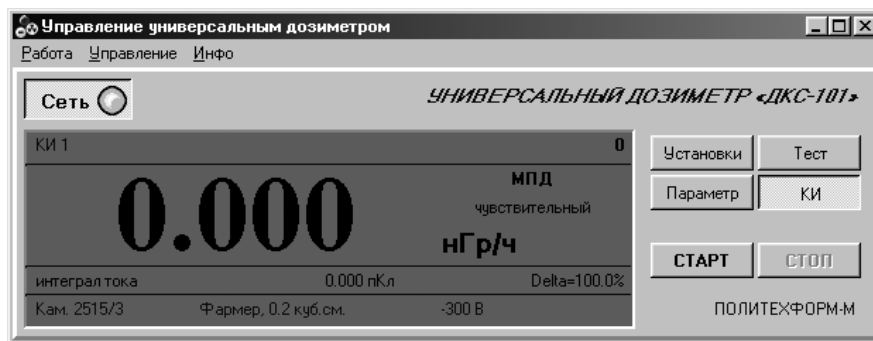 Управление универсальным дозиметром
Работа Управление Инфо
Сеть
УНИВЕРСАЛЬНЫЙ ДОЗИМЕТР «ДКС-101»
КИ 1 0
0.000
МПД
чувствительный
нГр/ч
интеграл тока 0.000 пКл Delta=100.0%
Кам. 2515/3 Фармер, 0.2 куб.см. -300 В
Установки Тест
Параметр КИ
СТАРТ СТОП
ПОЛИТЕХФОРМ-М